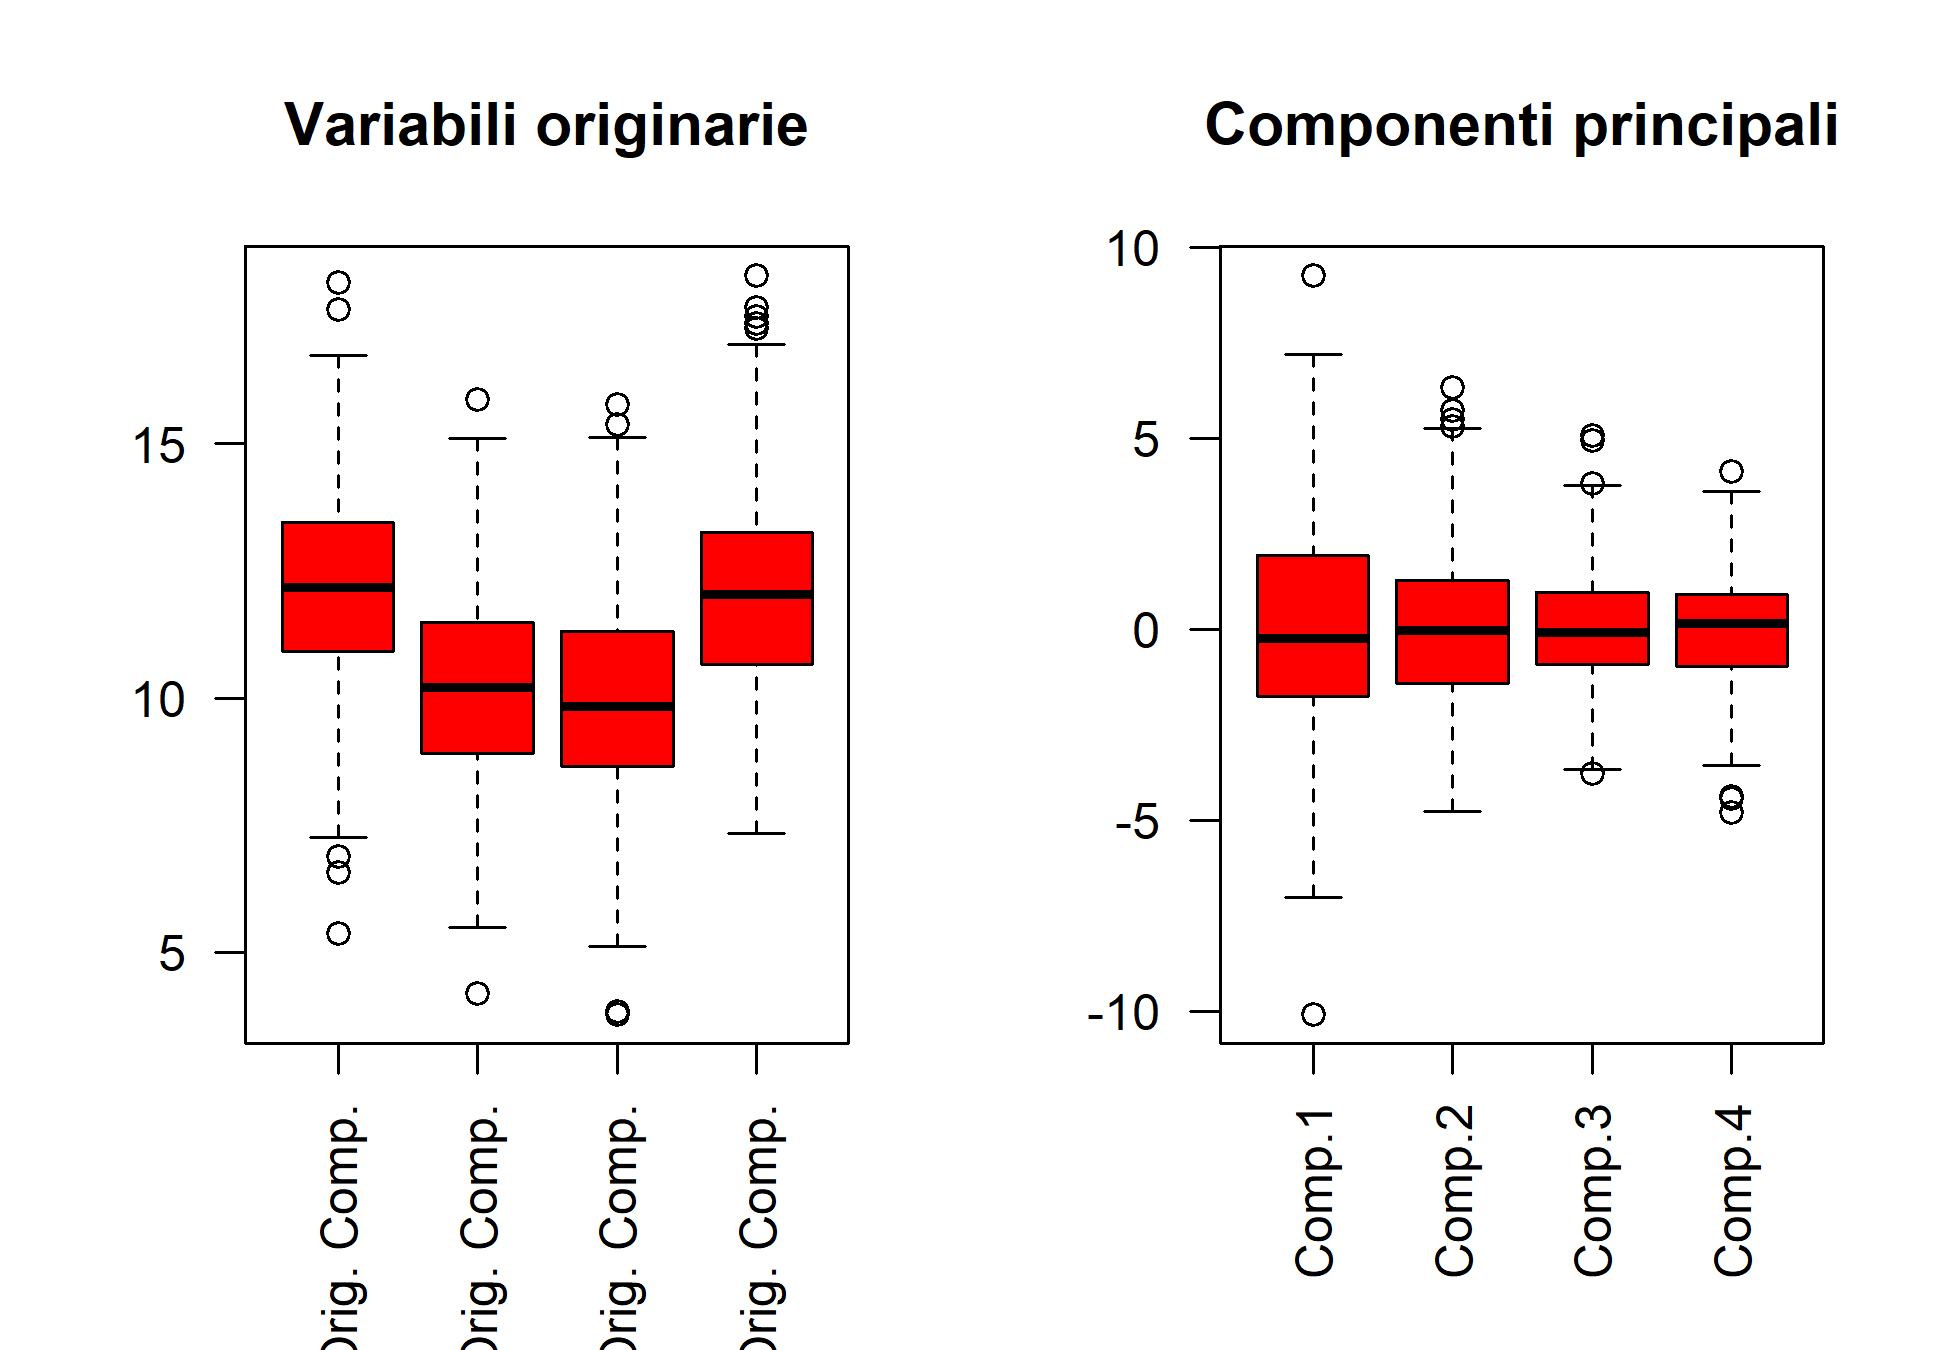 Variabili originarie
15
10
5
Orig. Comp.
Orig. Comp.
Orig. Comp.
Orig. Comp.
Componenti principali
10
5
0
-5
-10
Comp.1
Comp.2
Comp.3
Comp.4